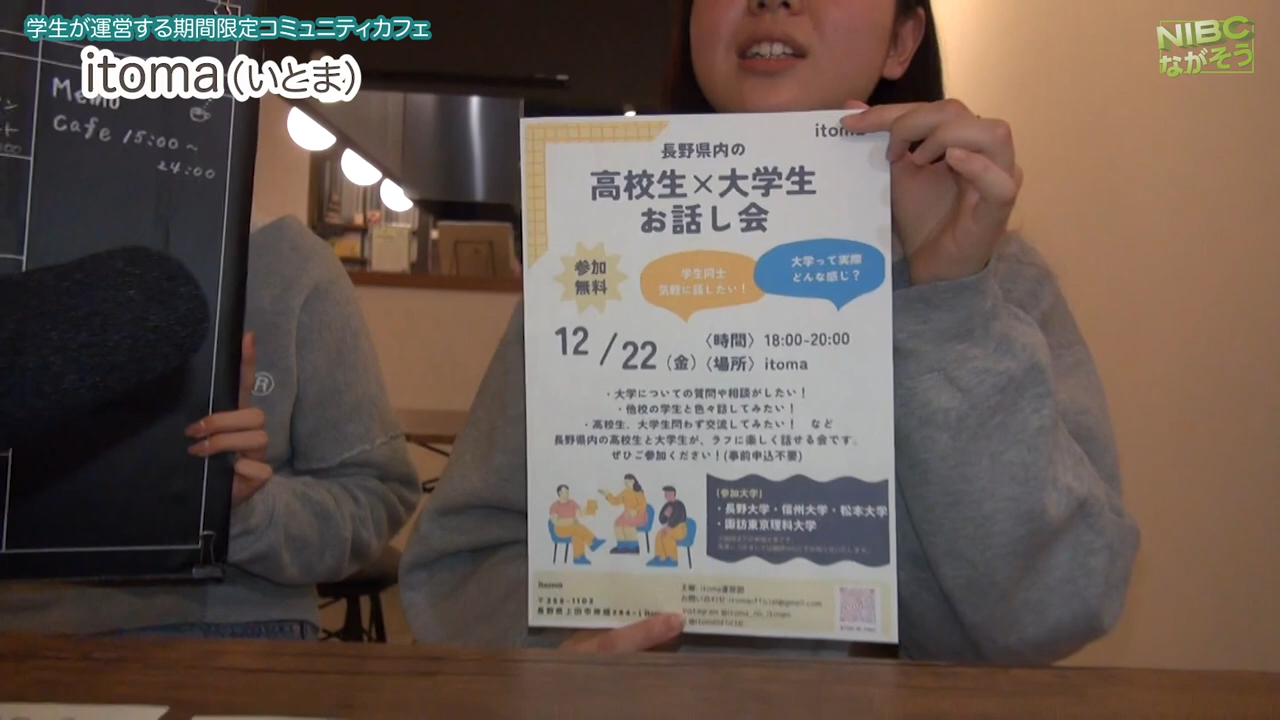 学生が運営する期間限定コミュニティカフェ
itoma(いとま)
NIBC
ながそう
Memo
Cafe 15:00~
24:00
®
itoma
長野県内の
高校生×大学生
お話し会
参加
無料
学生同士
気軽に話したい！
大学って実際
どんな感じ？
12/22(金)
〈時間〉18:00~20:00
〈場所〉itoma
・大学についての質問や相談がしたい！
・他校の学生と色々話してみたい！
・高校生、大学生問わず交流してみたい！ など
長野県内の高校生と大学生が、ラフに楽しく話せる会です。
ぜひご参加ください！(事前申込不要)
〈参加大学〉
・長野大学・信州大学・松本大学
・諏訪東京理科大学
itoma
長野県上田市